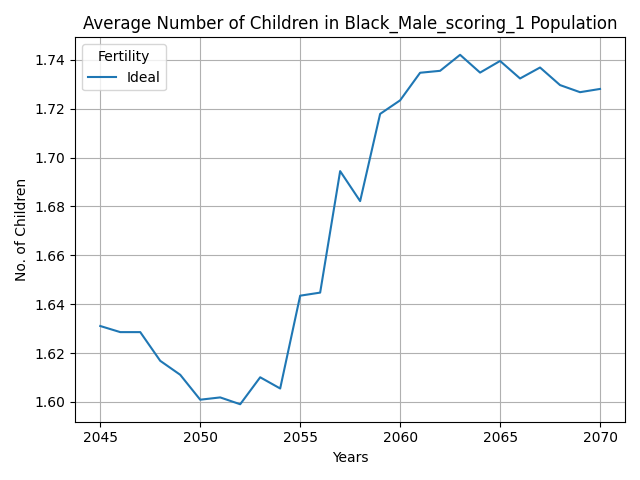 Average Number of Children in Black_Male_scoring_1 Population
Fertility
Ideal
No. of Children
1.74
1.72
1.70
1.68
1.66
1.64
1.62
1.60
2045 2050 2055 2060 2065 2070
Years